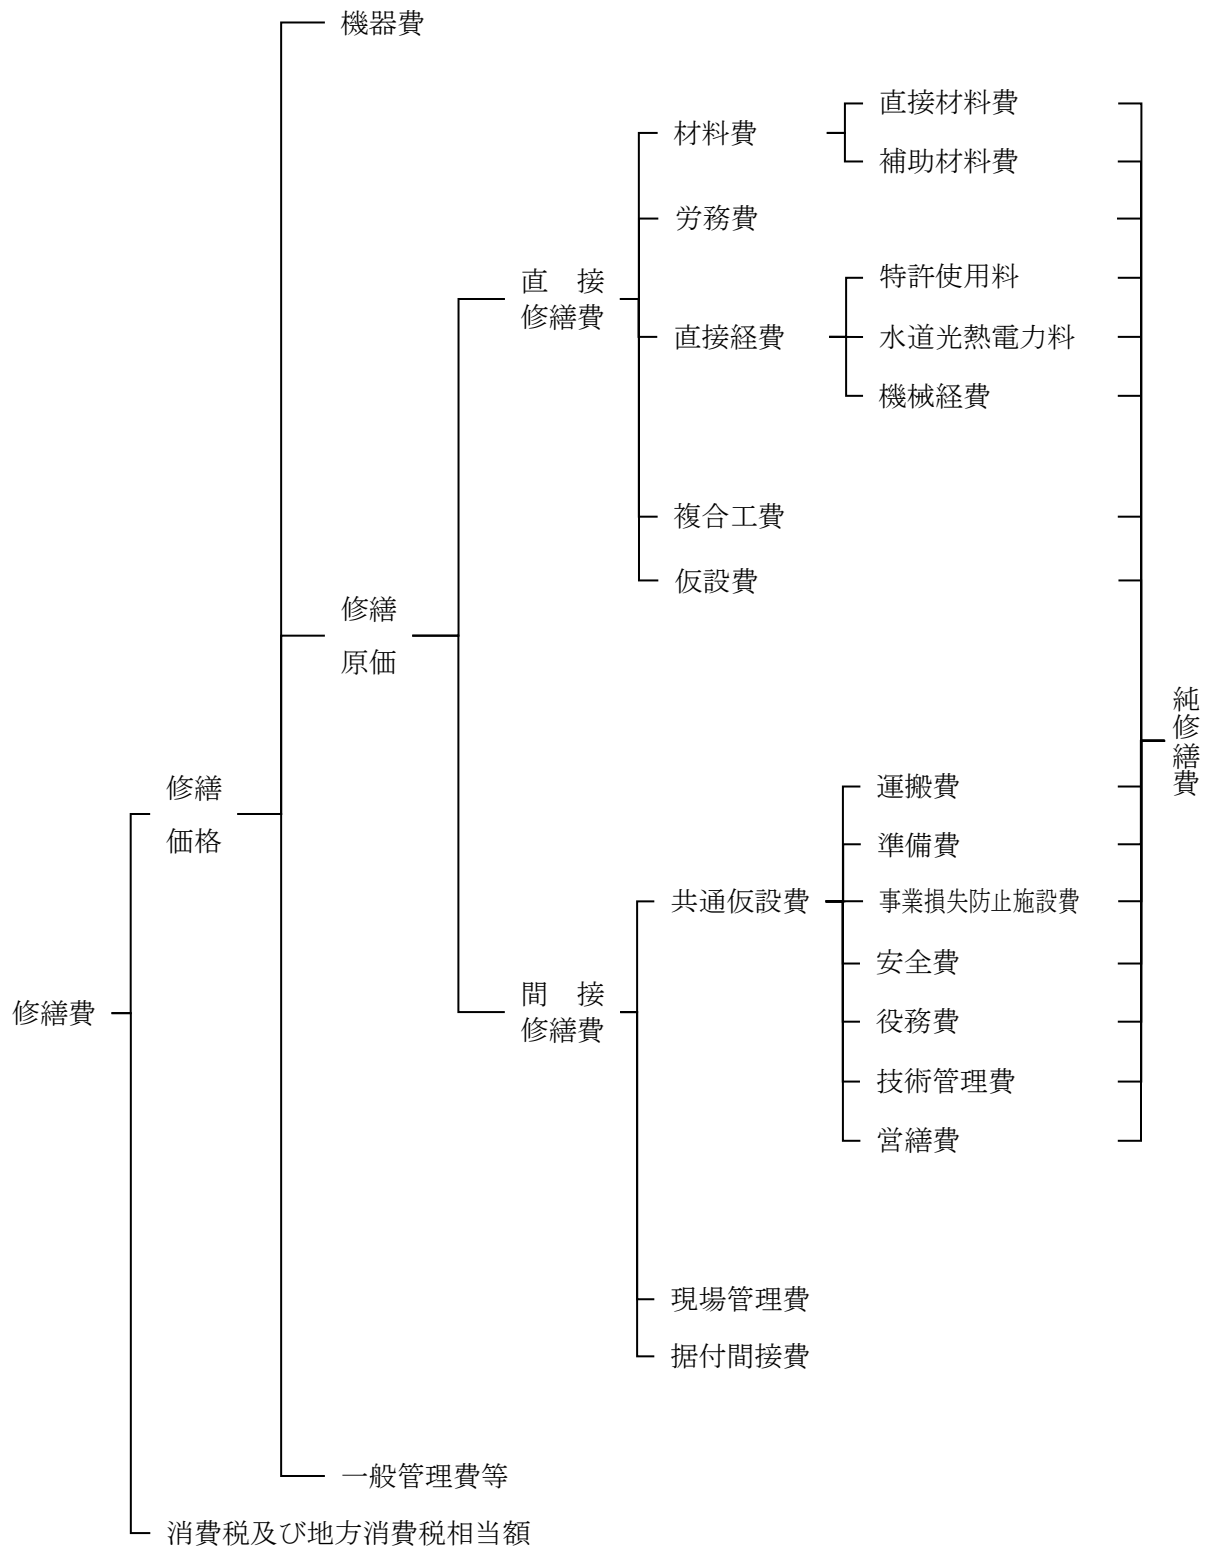 機器費
直接材料費
材料費
補助材料費
労務費
直　接
修繕費
特許使用料
直接経費
水道光熱電力料
機械経費
複合工費
仮設費
修繕
原価
純修繕費
修繕
価格
運搬費
準備費
共通仮設費
事業損失防止施設費
安全費
間　接
修繕費
修繕費
役務費
技術管理費
営繕費
現場管理費
据付間接費
一般管理費等
消費税及び地方消費税相当額